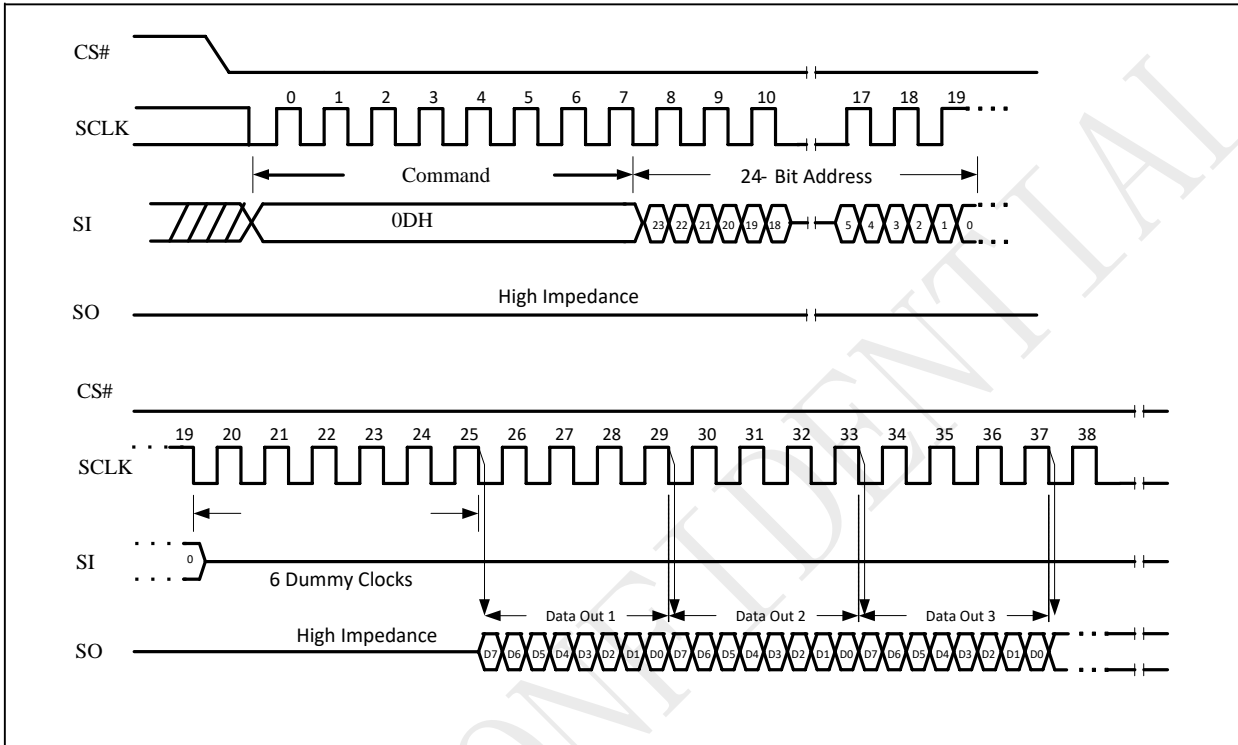 CS#
0 1 2 3 4 5 6 7 8 9 10 17 18 19
SCLK
Command 24- Bit Address
SI 0DH 23 22 21 20 19 18 5 4 3 2 1 0
High Impedance
SO
CS#
19 20 21 22 23 24 25 26 27 28 29 30 31 32 33 34 35 36 37 38
SCLK
SI 0
6 Dummy Clocks
Data Out 1 Data Out 2 Data Out 3
High Impedance
SO D7 D6 D5 D4 D3 D2 D1 D0 D7 D6 D5 D4 D3 D2 D1 D0 D7 D6 D5 D4 D3 D2 D1 D0
ONFIDENTIAL